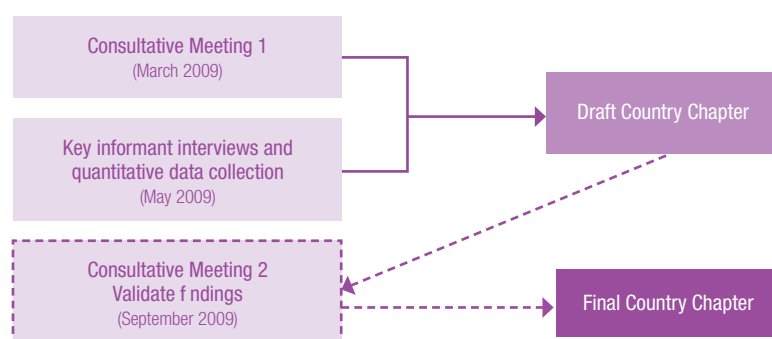 Consultative Meeting 1
(March 2009)
Key informant interviews and
quantitative data collection
(May 2009)
Draft Country Chapter
Consultative Meeting 2
Validate f ndings
(September 2009)
Final Country Chapter